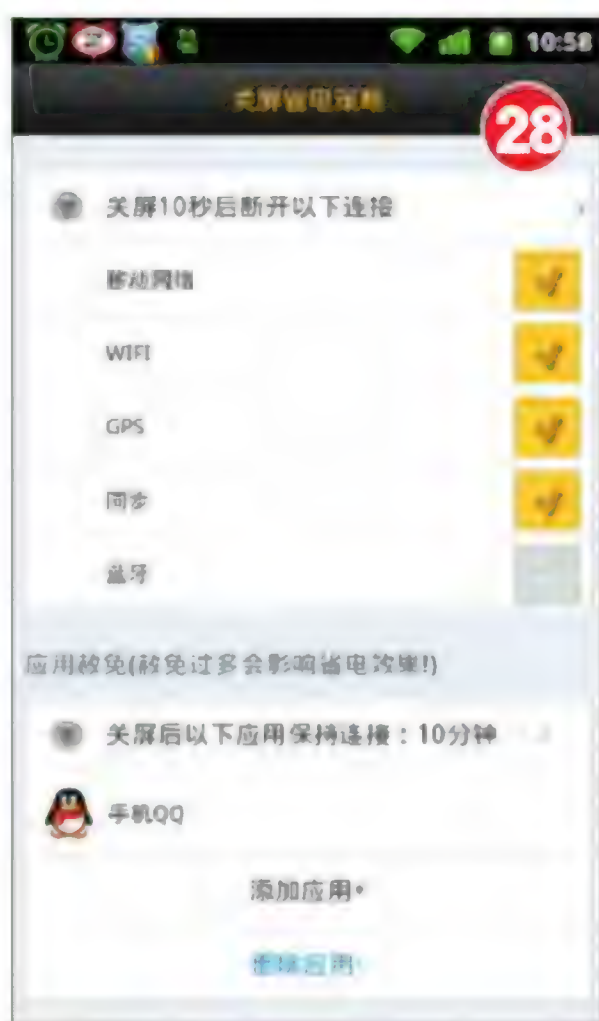 10:58
关屏省电策略
28
关屏10秒后断开以下连接
移动网络
WIFI
GPS
同步
蓝牙
应用赦免(赦免过多会影响省电效果!)
关屏后以下应用保持连接：10分钟
手机QQ
添加应用+